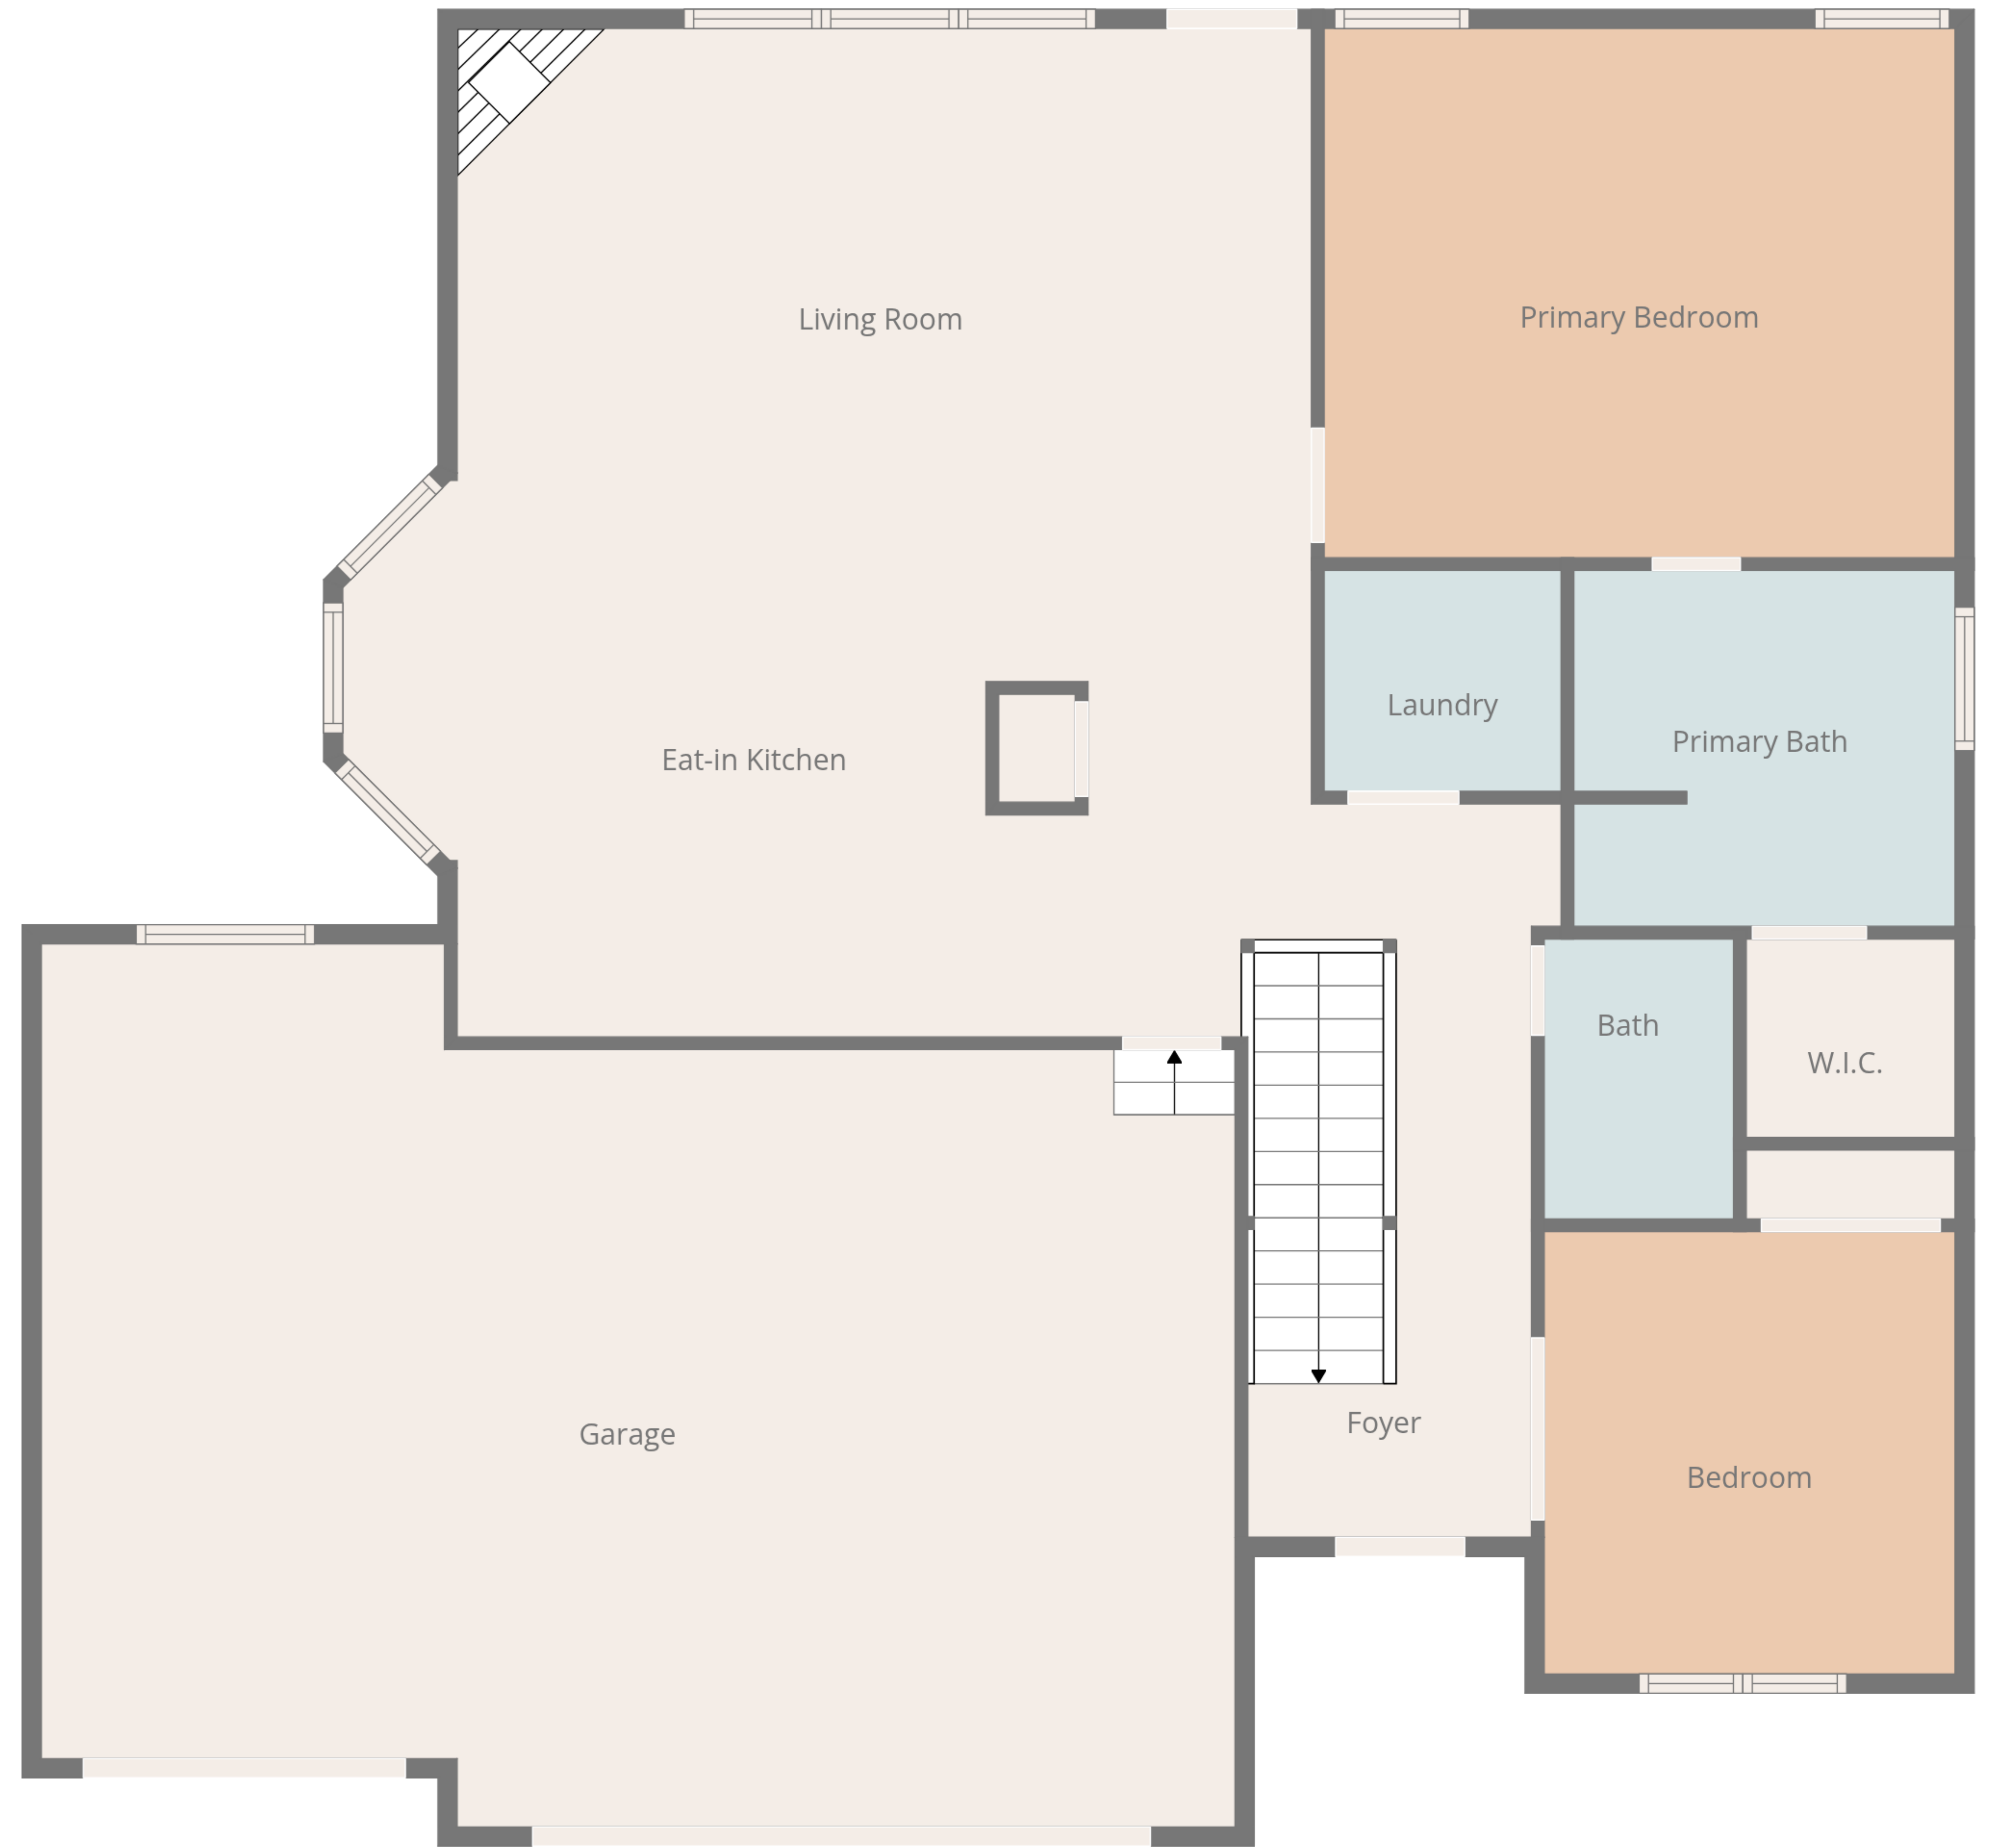 Living Room
Primary Bedroom
Laundry
Primary Bath
Eat-in Kitchen
Bath
W.I.C.
Foyer
Garage
Bedroom